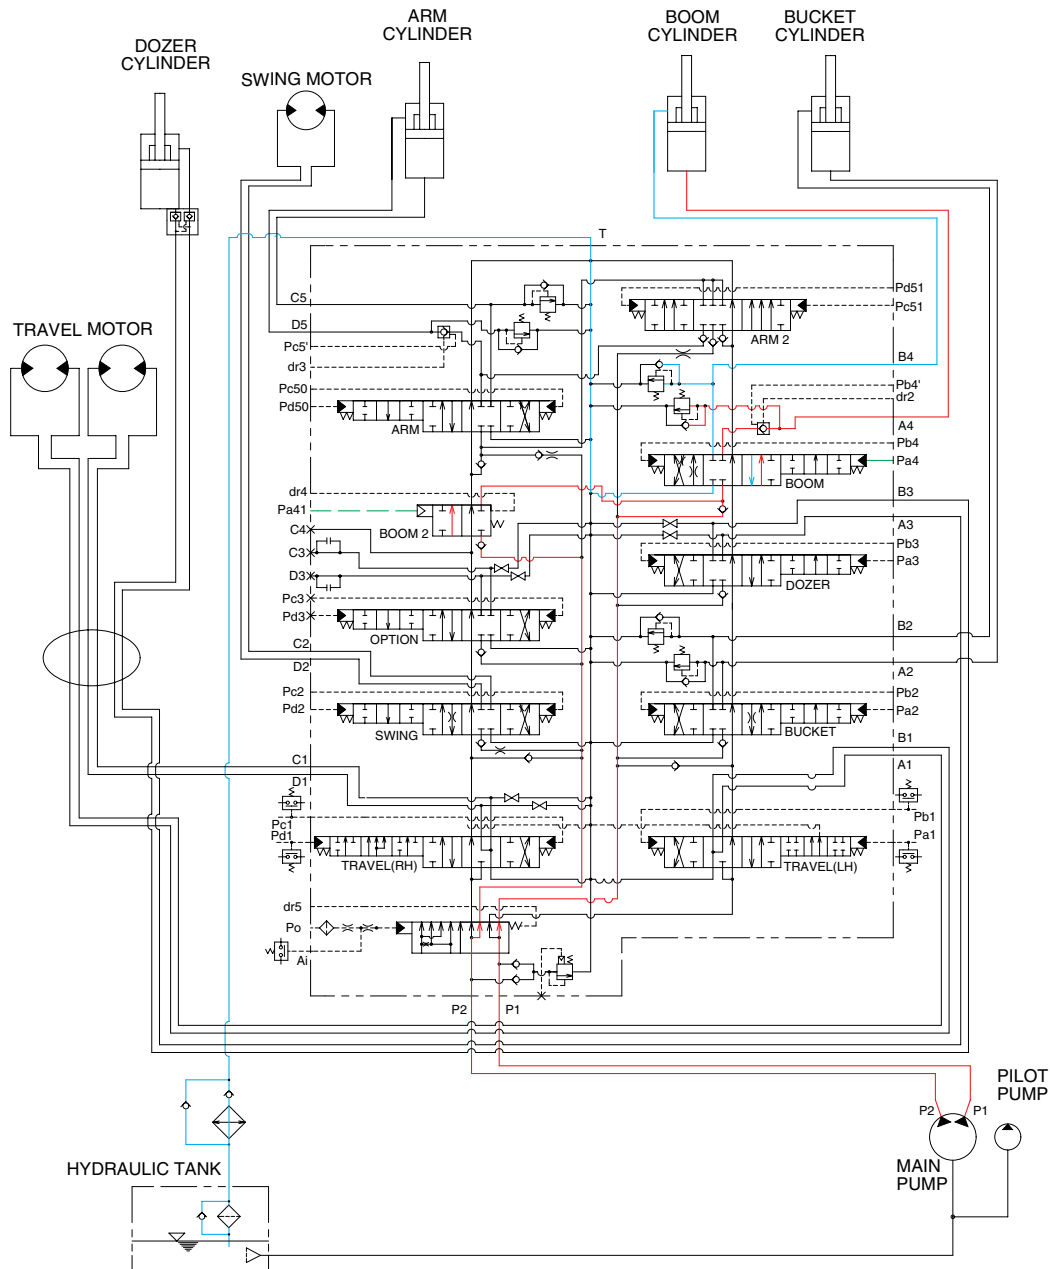 ARM
CYLINDER
BOOM
CYLINDER
BUCKET
CYLINDER
DOZER
CYLINDER
SWING MOTOR
T
C5
D5
Pc5'
dr3
Pc50
Pd50
ARM
Pd51
Pc51
ARM 2
B4
Pb4'
dr2
A4
Pb4
Pa4
BOOM
TRAVEL MOTOR
dr4
Pa41
BOOM 2
C4
C3
D3
Pc3
Pd3
OPTION
B3
A3
Pb3
Pa3
DOZER
C2
D2
Pc2
Pd2
SWING
B2
A2
Pb2
Pa2
BUCKET
C1
D1
Pc1
Pd1
TRAVEL(RH)
B1
A1
Pb1
Pa1
TRAVEL(LH)
dr5
Po
Ai
P2
P1
PILOT
PUMP
P2
P1
MAIN
PUMP
HYDRAULIC TANK